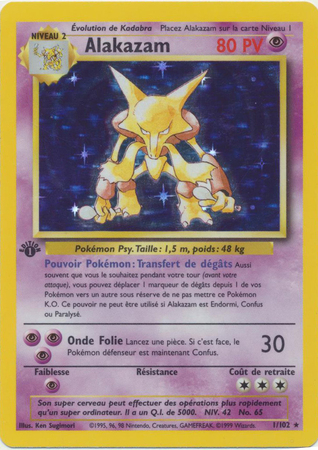 Évolution de Kadabra Placez Alakazam sur la carte Niveau 1
NIVEAU 2
Alakazam 80 PV
EDITION 1
Pokémon Psy. Taille: 1,5 m, poids: 48 kg
Pouvoir Pokémon: Transfert de dégâts Aussi
souvent que vous le souhaitez pendant votre tour (avant votre
attaque), vous pouvez déplacer 1 marqueur de dégâts depuis 1 de vos
Pokémon vers un autre sous réserve de ne pas mettre ce Pokémon
K.O. Ce pouvoir ne peut être utilisé si Alakazam est Endormi, Confus
ou Paralysé.
Onde Folie Lancez une pièce. Si c'est face, le
Pokémon défenseur est maintenant Confus.
30
Faiblesse Résistance Coût de retraite
Son super cerveau peut effectuer des opérations plus rapidement
qu'un super ordinateur. Il a un Q.I. de 5000. NIV. 42 No. 65
Illus. Ken Sugimori ©1995, 96, 98 Nintendo, Creatures, GAMEFREAK. ©1999 Wizards. 1/102